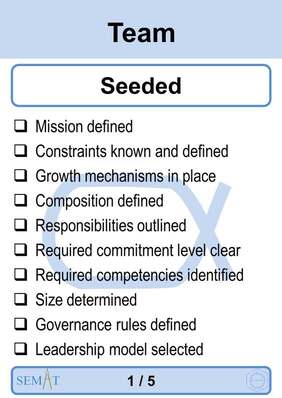 Team
Seeded
Mission defined
Constraints known and defined
Growth mechanisms in place
Composition defined
Responsibilities outlined
Required commitment level clear
Required competencies identified
Size determined
Governance rules defined
Leadership model selected
SEMAT
1 / 5